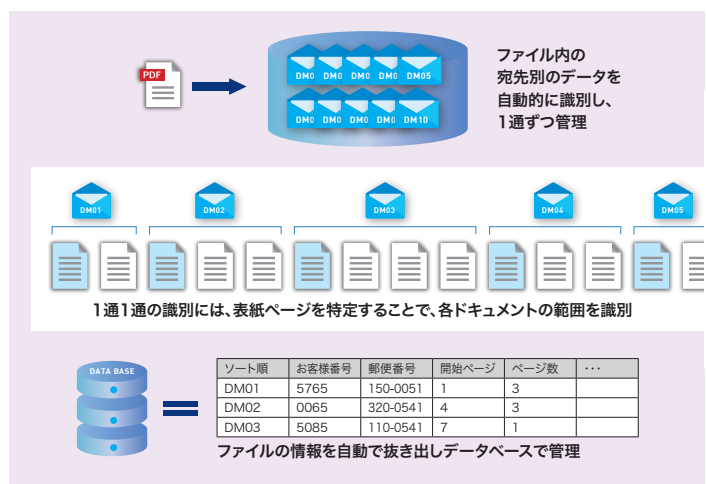 PDF
DM0 DM0 DM0 DM0 DM05
DM0 DM0 DM0 DM0 DM10
ファイル内の
宛先別のデータを
自動的に識別し、
1通ずつ管理
DM01 DM02 DM03 DM04 DM05
1通1通の識別には、表紙ページを特定することで、各ドキュメントの範囲を識別
DATA BASE
ソート順 お客様番号 郵便番号 開始ページ ページ数 ・・・
DM01 5765 150-0051 1 3
DM02 0065 320-0541 4 3
DM03 5085 110-0541 7 1
ファイルの情報を自動で抜き出しデータベースで管理